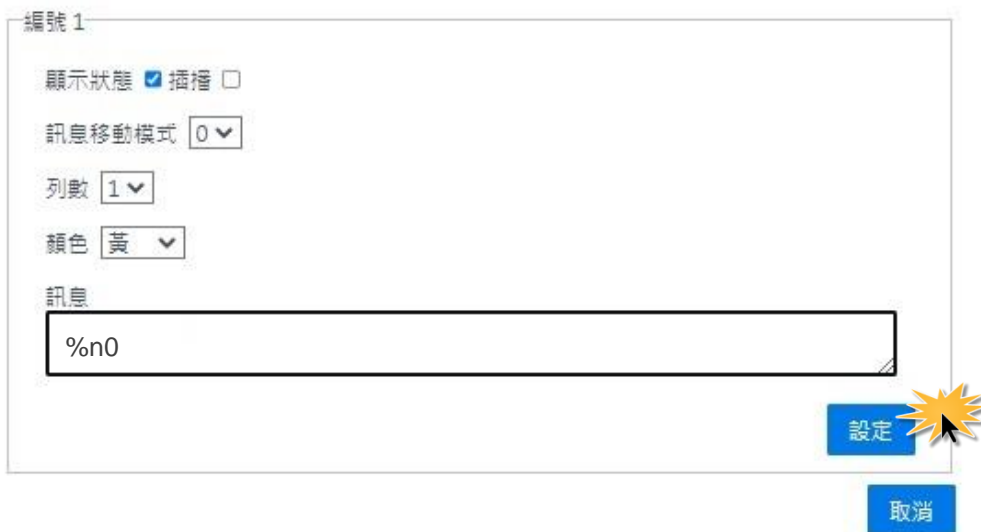 編號 1
顯示狀態 插播
訊息移動模式 0
列數 1
顏色 黃
訊息
%n0
設定
取消